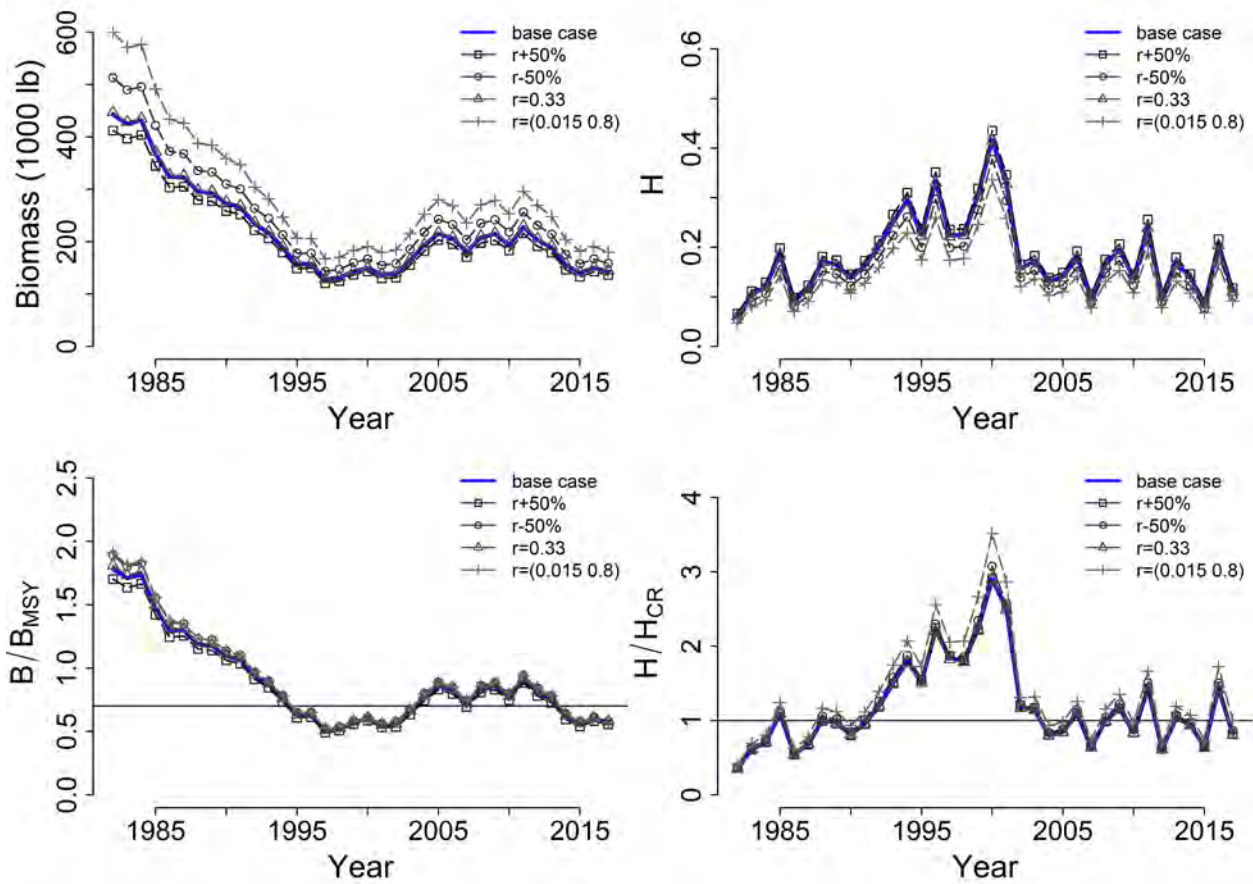 Biomass (1000 lb)
600
400
200
0
base case
r+50%
r-50%
r=0.33
r=(0.015 0.8)
1985 1995 2005 2015
Year
H
0.6
0.4
0.2
0.0
base case
r+50%
r-50%
r=0.33
r=(0.015 0.8)
1985 1995 2005 2015
Year
B/BMSY
2.5
2.0
1.5
1.0
0.5
0.0
base case
r+50%
r-50%
r=0.33
r=(0.015 0.8)
1985 1995 2005 2015
Year
H/HCR
4
3
2
1
0
base case
r+50%
r-50%
r=0.33
r=(0.015 0.8)
1985 1995 2005 2015
Year